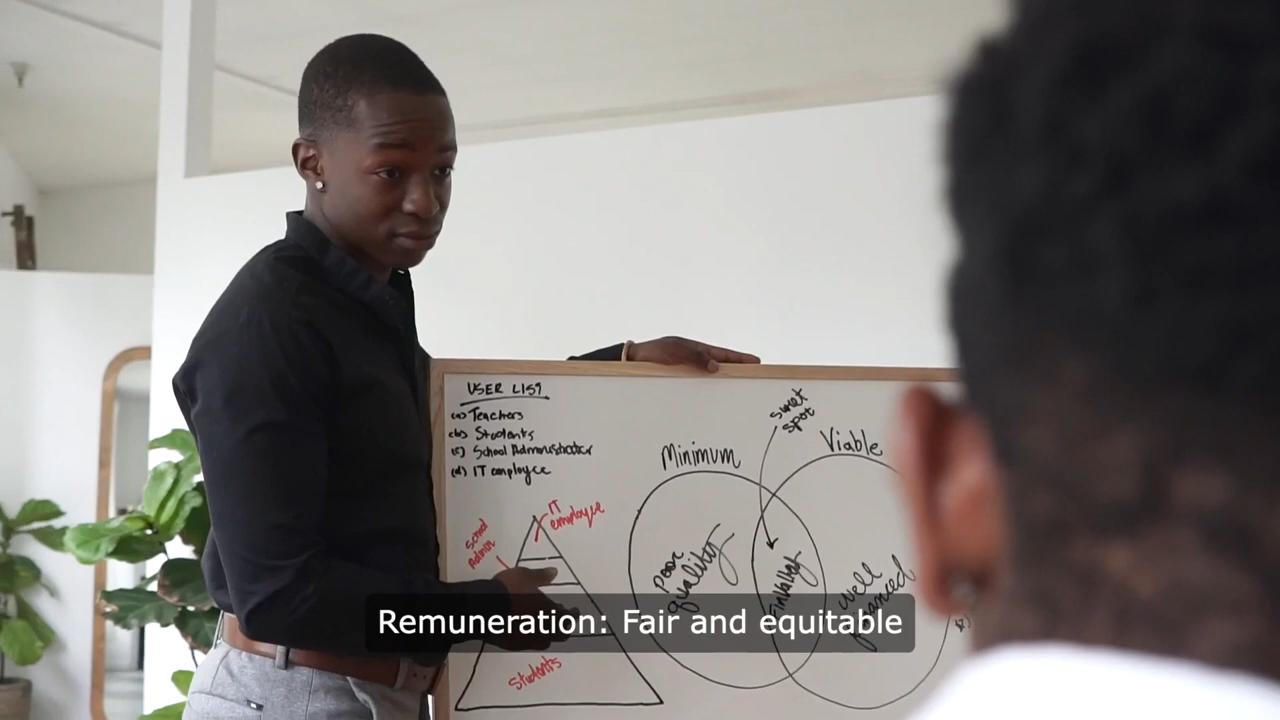 USER LIST
(a) Teachers
(b) Students
(c) School Administrator
(d) IT employee
sweet
spot
Minimum
Viable
IT
employee
School
Admin
Poor
quality
well
Students
Remuneration: Fair and equitable